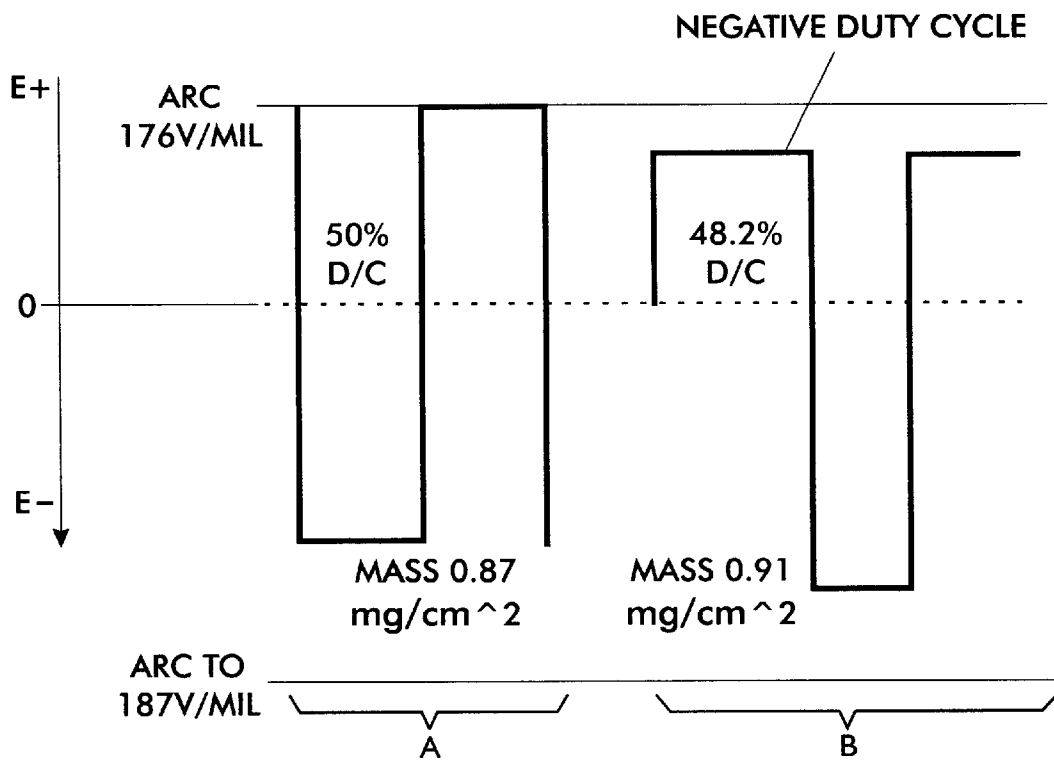 NEGATIVE DUTY CYCLE
E+
ARC
176V/MIL
50%
D/C
48.2%
D/C
0
E−
MASS 0.87
mg/cm^2
MASS 0.91
mg/cm^2
ARC TO
187V/MIL
A
B